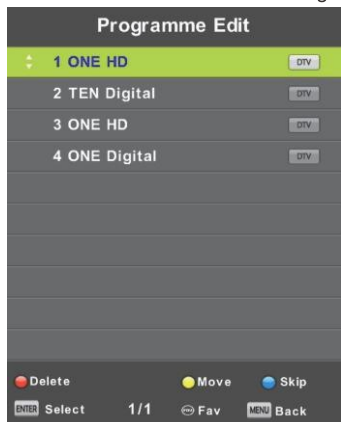 Programme Edit
1 ONE HD DTV
2 TEN Digital DTV
3 ONE HD DTV
4 ONE Digital DTV
Delete Move Skip
ENTER Select 1/1 Fav MENU Back